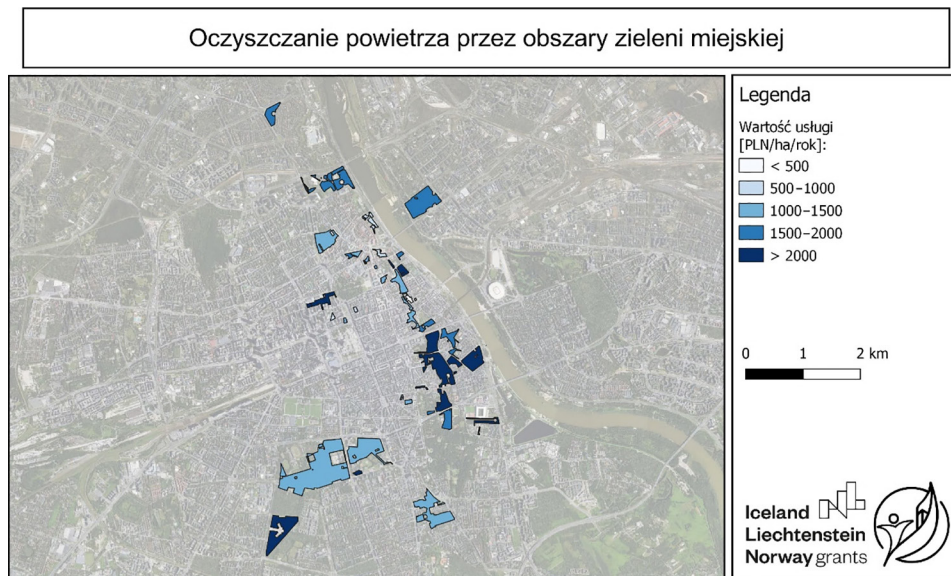 Oczyszczanie powietrza przez obszary zieleni miejskiej
Legenda
Wartość usługi
[PLN/ha/rok]:
< 500
500–1000
1000–1500
1500–2000
> 2000
0 1 2 km
Iceland
Liechtenstein
Norway grants